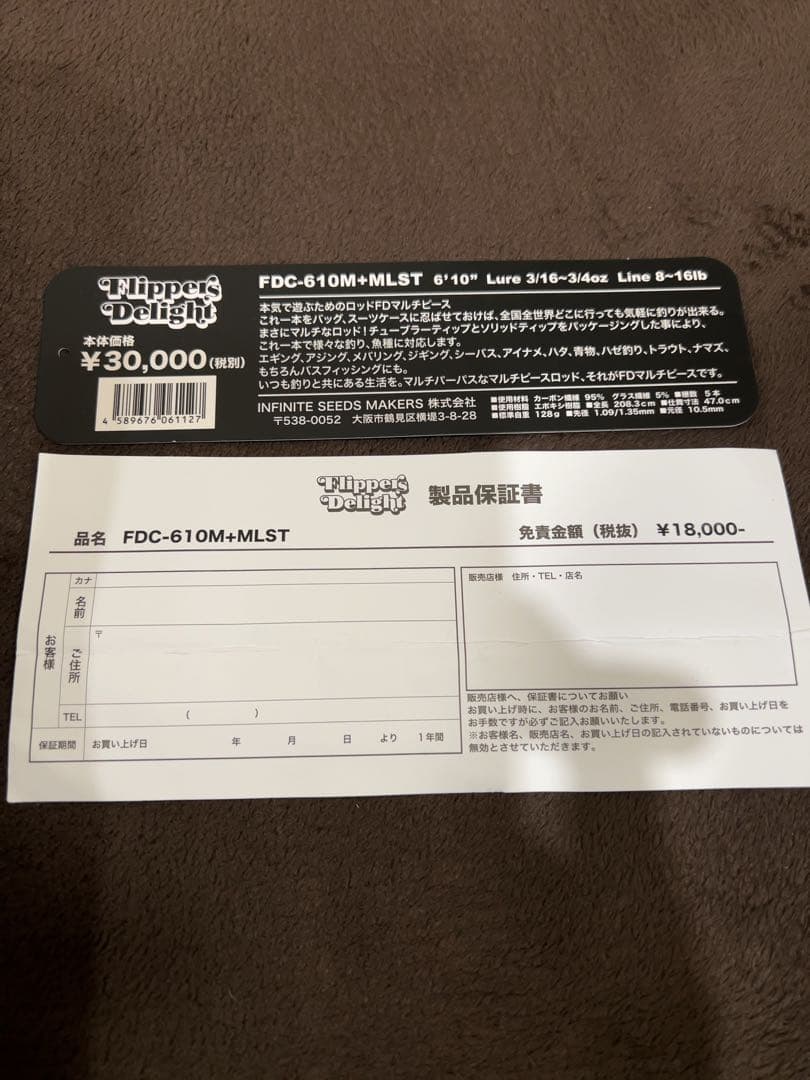 Flippers
Delight
本体価格
¥30,000(税別)
4 589676 061127
FDC-610M+MLST 6'10” Lure 3/16~3/4oz Line 8~16lb
本気で遊ぶためのロッドFDマルチピース
これ一本をバッグ、スーツケースに忍ばせておけば、全国全世界どこに行っても気軽に釣りが出来る。
まさにマルチなロッド！チューブラーティップとソリッドティップをパッケージングした事により、
これ一本で様々な釣り、魚種に対応します。
エギング、アジング、メバリング、ジギング、シーバス、アイナメ、ハタ、青物、ハゼ釣り、トラウト、ナマズ、
もちろんバスフィッシングにも。
いつも釣りと共にある生活を。マルチパーパスなマルチピースロッド、それがFDマルチピースです。
INFINITE SEEDS MAKERS 株式会社
〒538-0052 大阪市鶴見区横堤3-8-28
■使用材料 カーボン繊維 95% グラス繊維 5% ■継数 5本
■使用樹脂 エポキシ樹脂 ■全長 208.3cm ■仕舞寸法 47.0cm
■標準自重 128g ■先径 1.09/1.35mm ■元径 10.5mm
Flippers
Delight 製品保証書
品名 FDC-610M+MLST 免責金額（税抜） ¥18,000-
お客様
カナ
名前
ご住所
〒
TEL ( )
保証期間 お買い上げ日 年 月 日 より 1年間
販売店様 住所・TEL・店名
販売店様へ、保証書についてお願い
お買い上げ時に、お客様のお名前、ご住所、電話番号、お買い上げ日を
お手数ですが必ずご記入お願いいたします。
※お客様名、販売店名、お買い上げ日の記入されていないものについては
無効とさせていただきます。